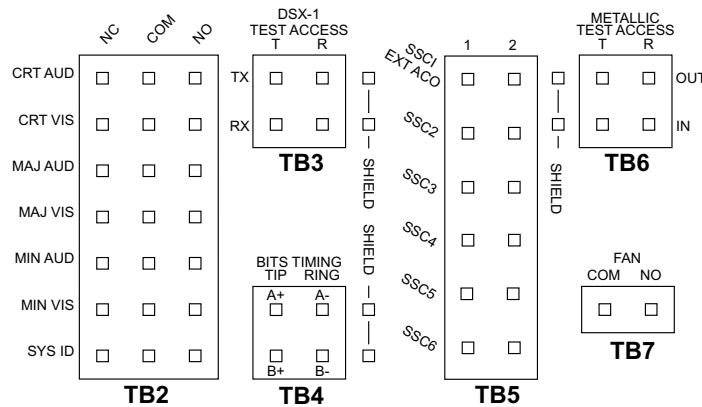 NC COM NO
CRT AUD
CRT VIS
MAJ AUD
MAJ VIS
MIN AUD
MIN VIS
SYS ID
TB2
DSX-1
TEST ACCESS
T R
TX
RX
TB3
SHIELD
SHIELD
BITS TIMING
TIP RING
A+ A-
B+ B-
TB4
1 2
SSCI
EXT ACO
SSC2
SSC3
SSC4
SSC5
SSC6
TB5
SHIELD
METALLIC
TEST ACCESS
T R
OUT
IN
TB6
FAN
COM NO
TB7